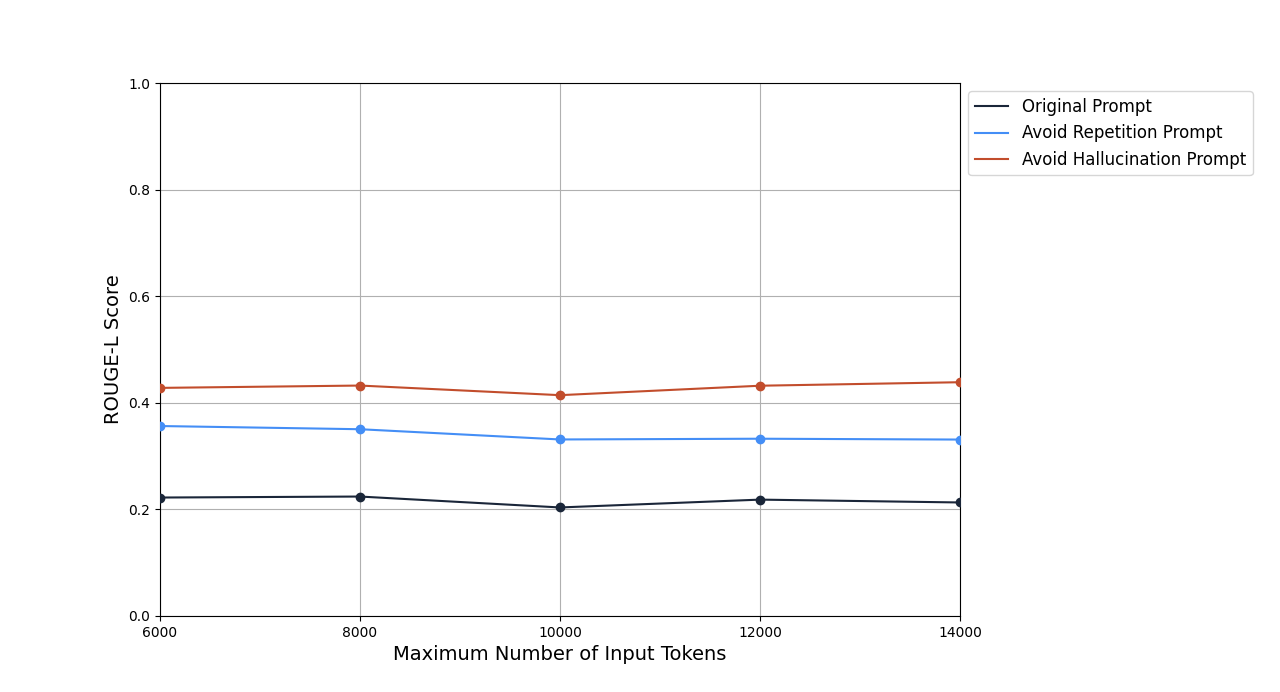 1.0
0.8
0.6
0.4
0.2
0.0
ROUGE-L Score
6000 8000 10000 12000 14000
Maximum Number of Input Tokens
Original Prompt
Avoid Repetition Prompt
Avoid Hallucination Prompt